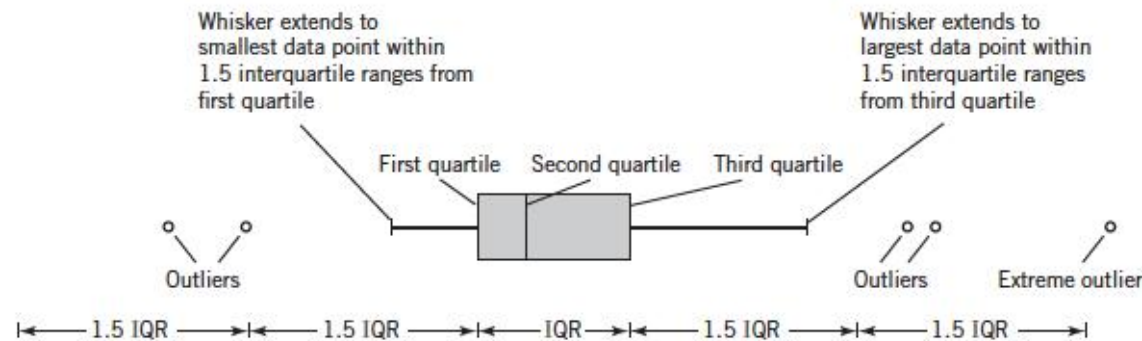 Whisker extends to
smallest data point within
1.5 interquartile ranges from
first quartile
Whisker extends to
largest data point within
1.5 interquartile ranges
from third quartile
First quartile
Second quartile
Third quartile
Outliers
Outliers
Extreme outlier
1.5 IQR
1.5 IQR
IQR
1.5 IQR
1.5 IQR